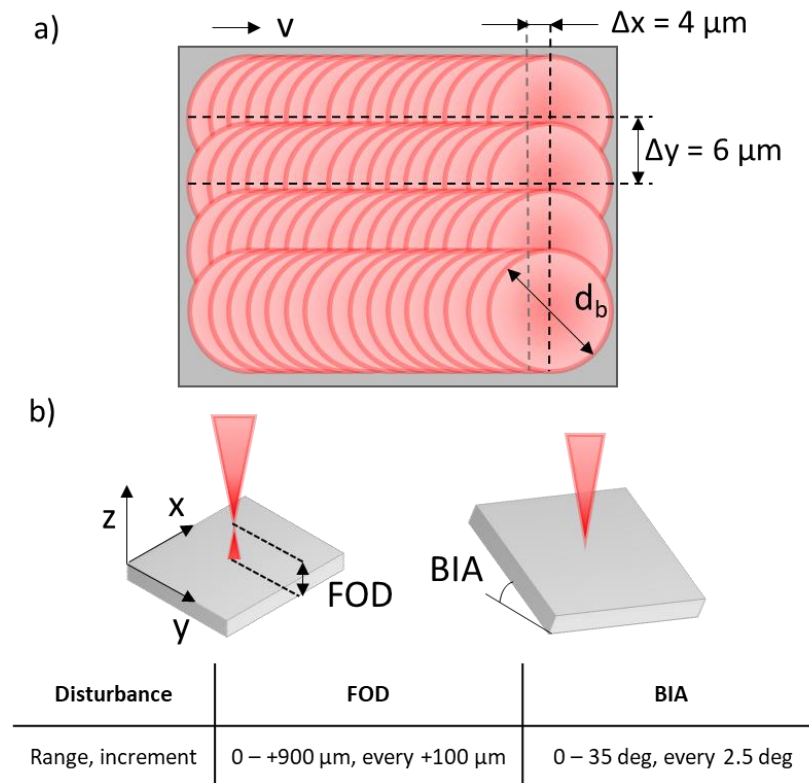 a)
v
Δx = 4 μm
Δy = 6 μm
d_b
b)
z
x
y
FOD
BIA
Disturbance FOD BIA
Range, increment 0 – +900 μm, every +100 μm 0 – 35 deg, every 2.5 deg